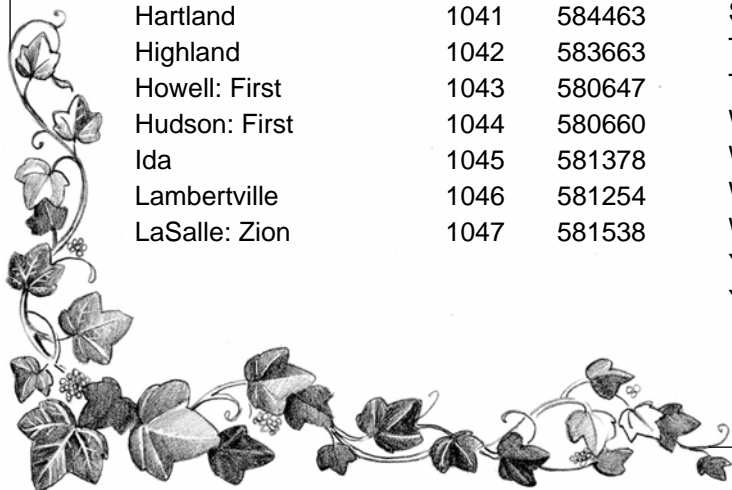 Hartland 1041 584463
Highland 1042 583663
Howell: First 1043 580647
Hudson: First 1044 580660
Ida 1045 581378
Lambertville 1046 581254
LaSalle: Zion 1047 581538